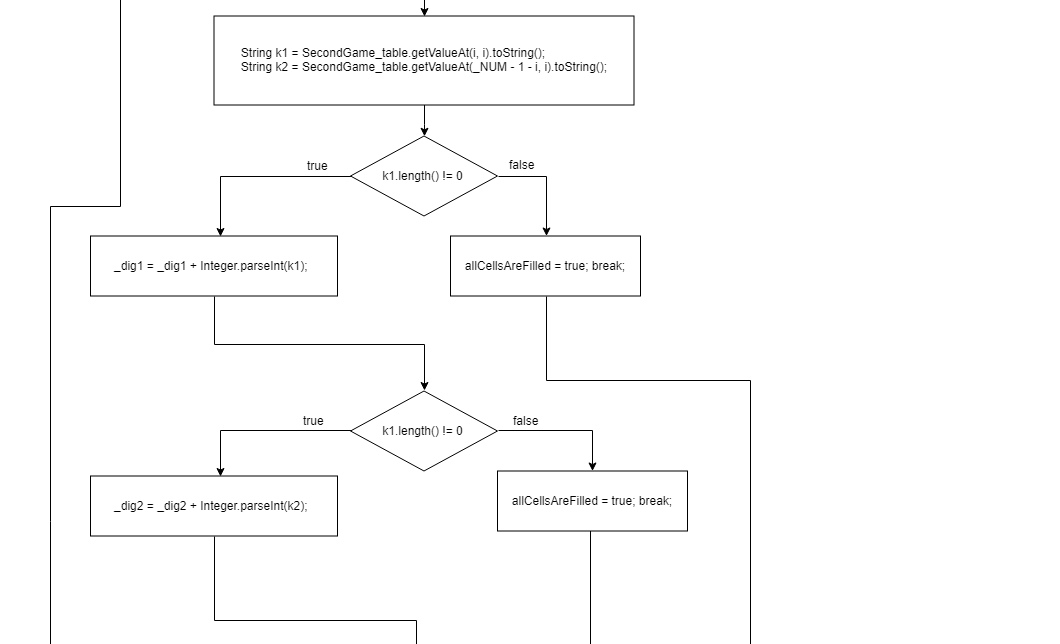 String k1 = SecondGame_table.getValueAt(i, i).toString();
String k2 = SecondGame_table.getValueAt(_NUM - 1 - i, i).toString();
true
k1.length() != 0
false
_dig1 = _dig1 + Integer.parseInt(k1);
allCellsAreFilled = true; break;
true
k1.length() != 0
false
_dig2 = _dig2 + Integer.parseInt(k2);
allCellsAreFilled = true; break;